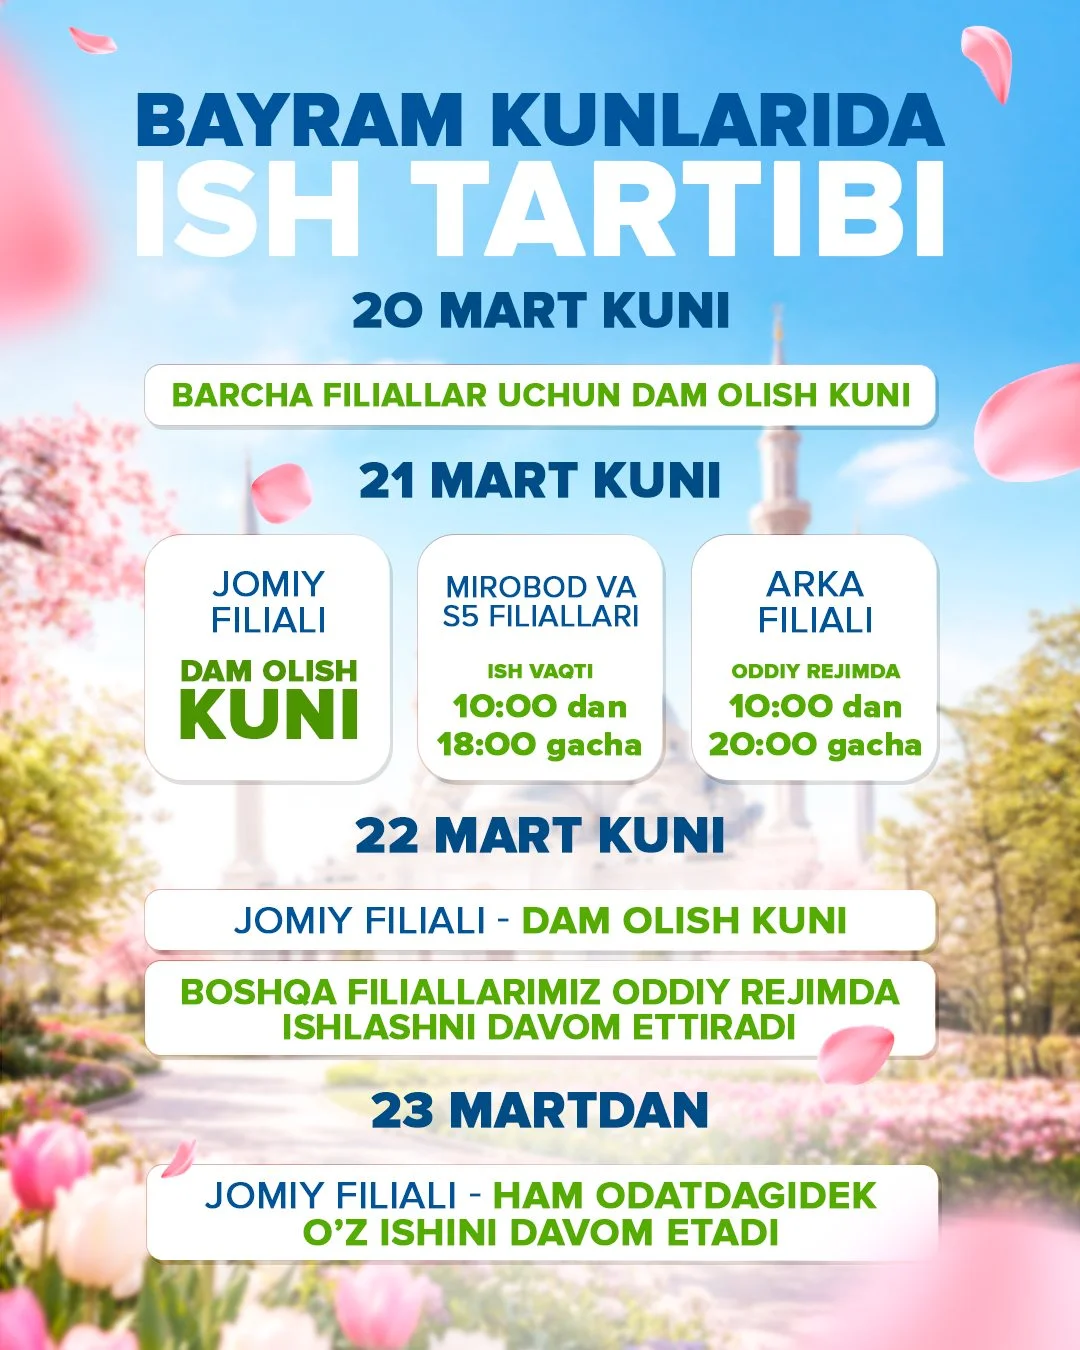 BAYRAM KUNLARIDA
ISH TARTIBI
20 MART KUNI
BARCHA FILIALLAR UCHUN DAM OLISH KUNI
21 MART KUNI
JOMIY
FILIALI
DAM OLISH
KUNI
MIROBOD VA
S5 FILIALLARI
ISH VAQTI
10:00 dan
18:00 gacha
ARKA
FILIALI
ODDIY REJIMDA
10:00 dan
20:00 gacha
22 MART KUNI
JOMIY FILIALI - DAM OLISH KUNI
BOSHQA FILIALLARIMIZ ODDIY REJIMDA
ISHLASHNI DAVOM ETTIRADI
23 MARTDAN
JOMIY FILIALI - HAM ODATDAGIDEK
O’Z ISHINI DAVOM ETADI